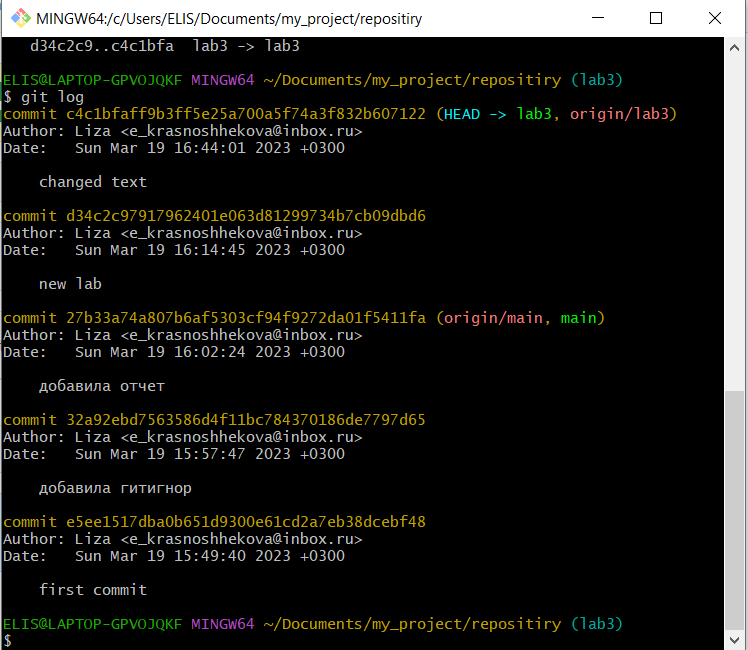 MINGW64:/c/Users/ELIS/Documents/my_project/repositiry
d34c2c9..c4c1bfa  lab3 -> lab3
ELIS@LAPTOP-GPVOJQKF MINGW64 ~/Documents/my_project/repositiry (lab3)
$ git log
commit c4c1bfaff9b3ff5e25a700a5f74a3f832b607122 (HEAD -> lab3, origin/lab3)
Author: Liza <e_krasnoshhekova@inbox.ru>
Date:   Sun Mar 19 16:44:01 2023 +0300
changed text
commit d34c2c97917962401e063d81299734b7cb09dbd6
Author: Liza <e_krasnoshhekova@inbox.ru>
Date:   Sun Mar 19 16:14:45 2023 +0300
new lab
commit 27b33a74a807b6af5303cf94f9272da01f5411fa (origin/main, main)
Author: Liza <e_krasnoshhekova@inbox.ru>
Date:   Sun Mar 19 16:02:24 2023 +0300
добавила отчет
commit 32a92ebd7563586d4f11bc784370186de7797d65
Author: Liza <e_krasnoshhekova@inbox.ru>
Date:   Sun Mar 19 15:57:47 2023 +0300
добавила гитигнор
commit e5ee1517dba0b651d9300e61cd2a7eb38dcebf48
Author: Liza <e_krasnoshhekova@inbox.ru>
Date:   Sun Mar 19 15:49:40 2023 +0300
first commit
ELIS@LAPTOP-GPVOJQKF MINGW64 ~/Documents/my_project/repositiry (lab3)
$